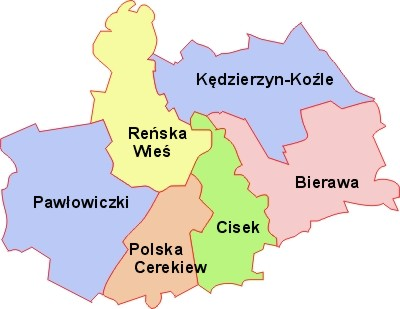 Kędzierzyn-Koźle
Reńska
Wieś
Bierawa
Pawłowiczki
Cisek
Polska
Cerekiew